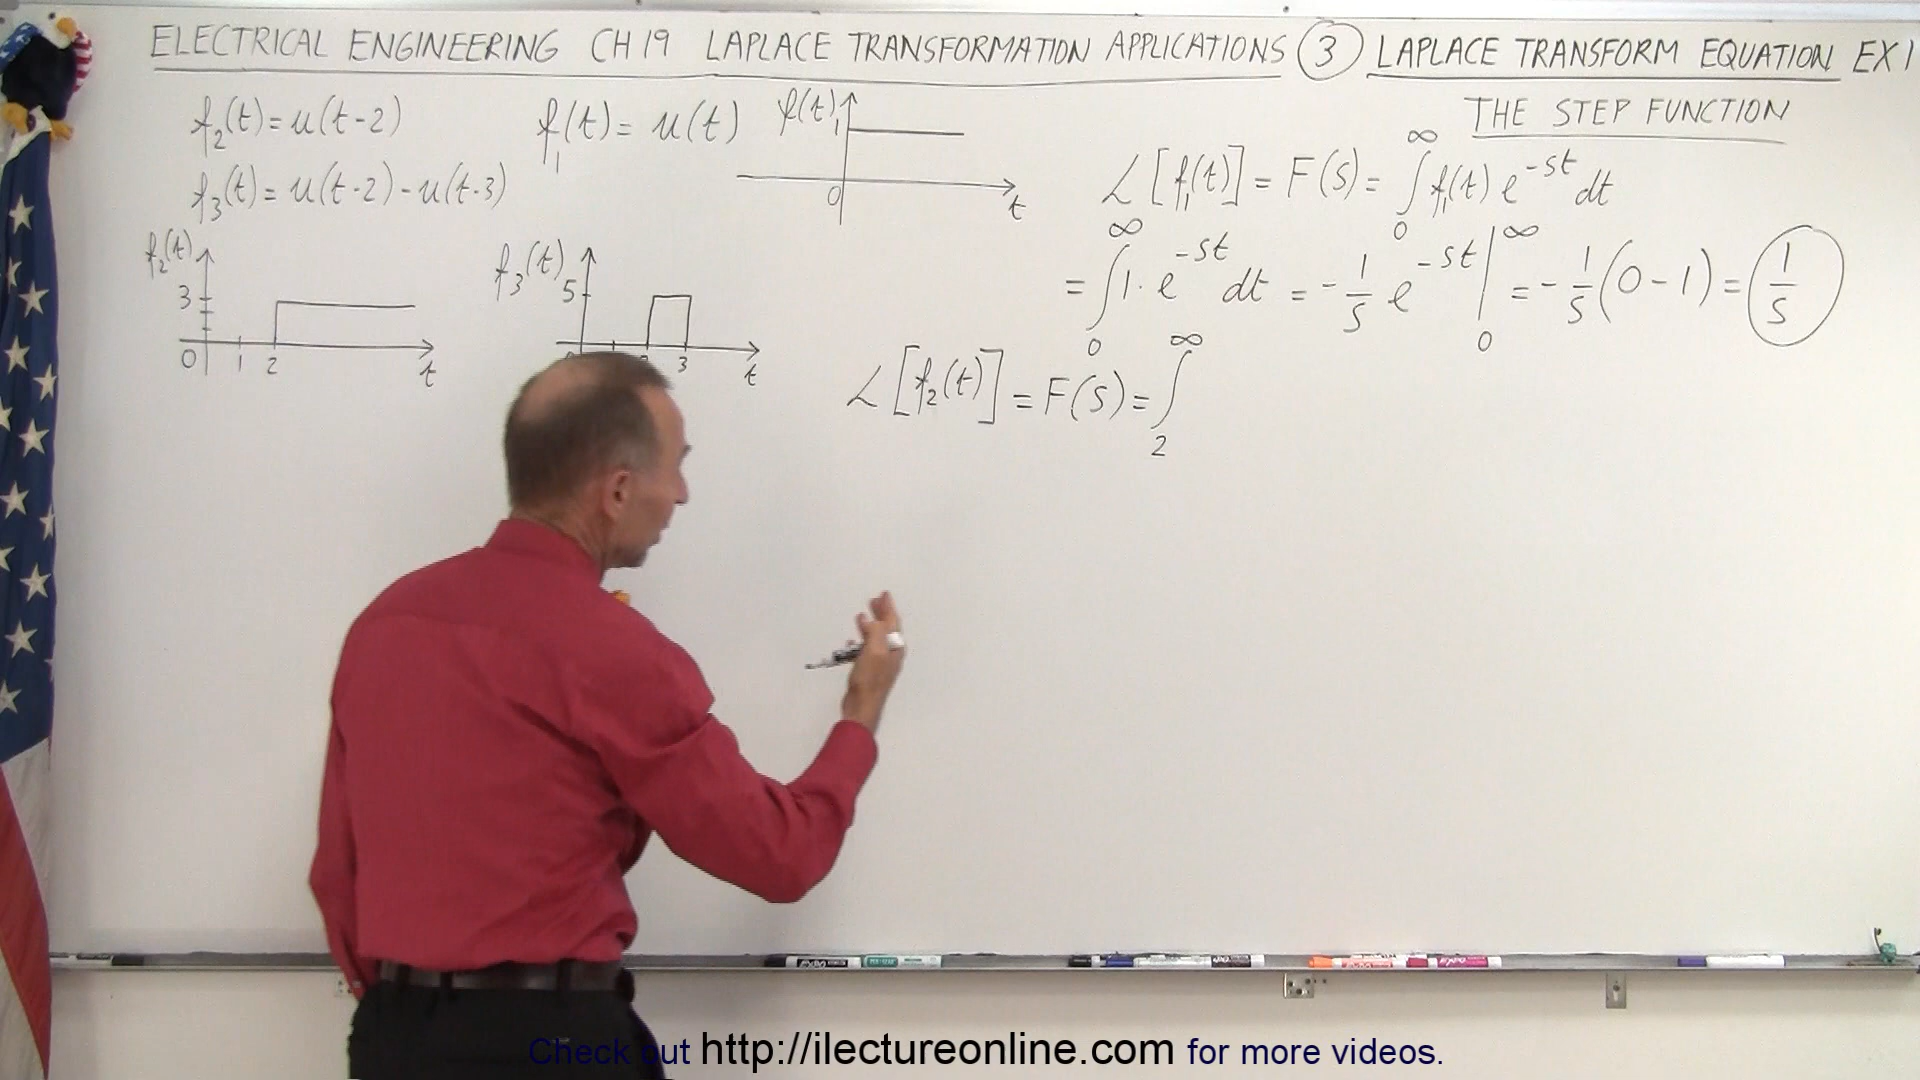 ELECTRICAL ENGINEERING CH 19 LAPLACE TRANSFORMATION APPLICATIONS ③ LAPLACE TRANSFORM EQUATION EX 1
THE STEP FUNCTION
f₂(t) = u(t-2)
f₃(t) = u(t-2) - u(t-3)
f₁(t) = u(t)
f(t) 1 0 t
f₂(t) 3 0 1 2 t
f₃(t) 5 3 t
ℒ[f₁(t)] = F(s) = ∫₀^∞ f₁(t) e^{-st} dt
= ∫₀^∞ 1·e^{-st} dt = -1/s e^{-st} |₀^∞ = -1/s (0-1) = 1/s
ℒ[f₂(t)] = F(s) = ∫₂^∞
Check out http://ilectureonline.com for more videos.